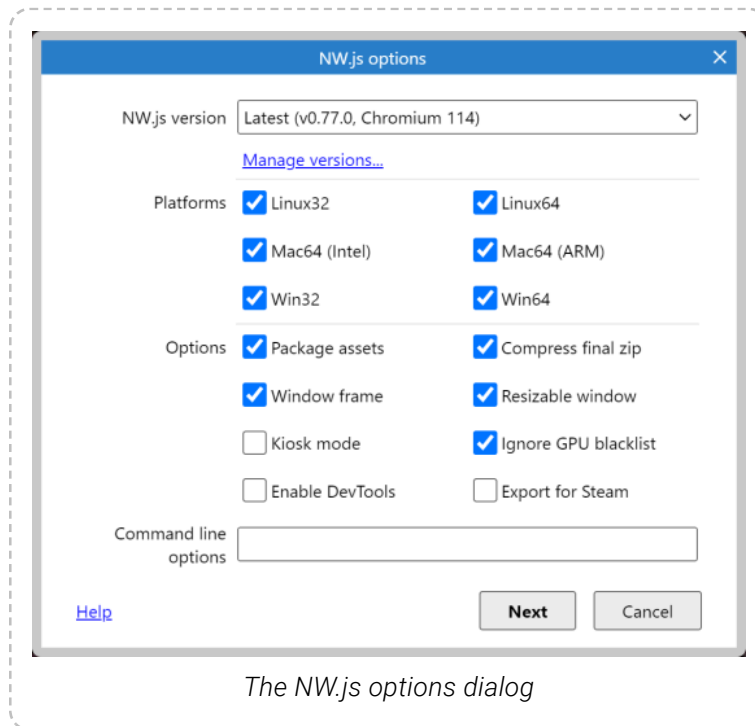 NW.js options
NW.js version Latest (v0.77.0, Chromium 114)
Manage versions...
Platforms Linux32 Linux64
Mac64 (Intel) Mac64 (ARM)
Win32 Win64
Options Package assets Compress final zip
Window frame Resizable window
Kiosk mode Ignore GPU blacklist
Enable DevTools Export for Steam
Command line
options
Help Next Cancel
The NW.js options dialog